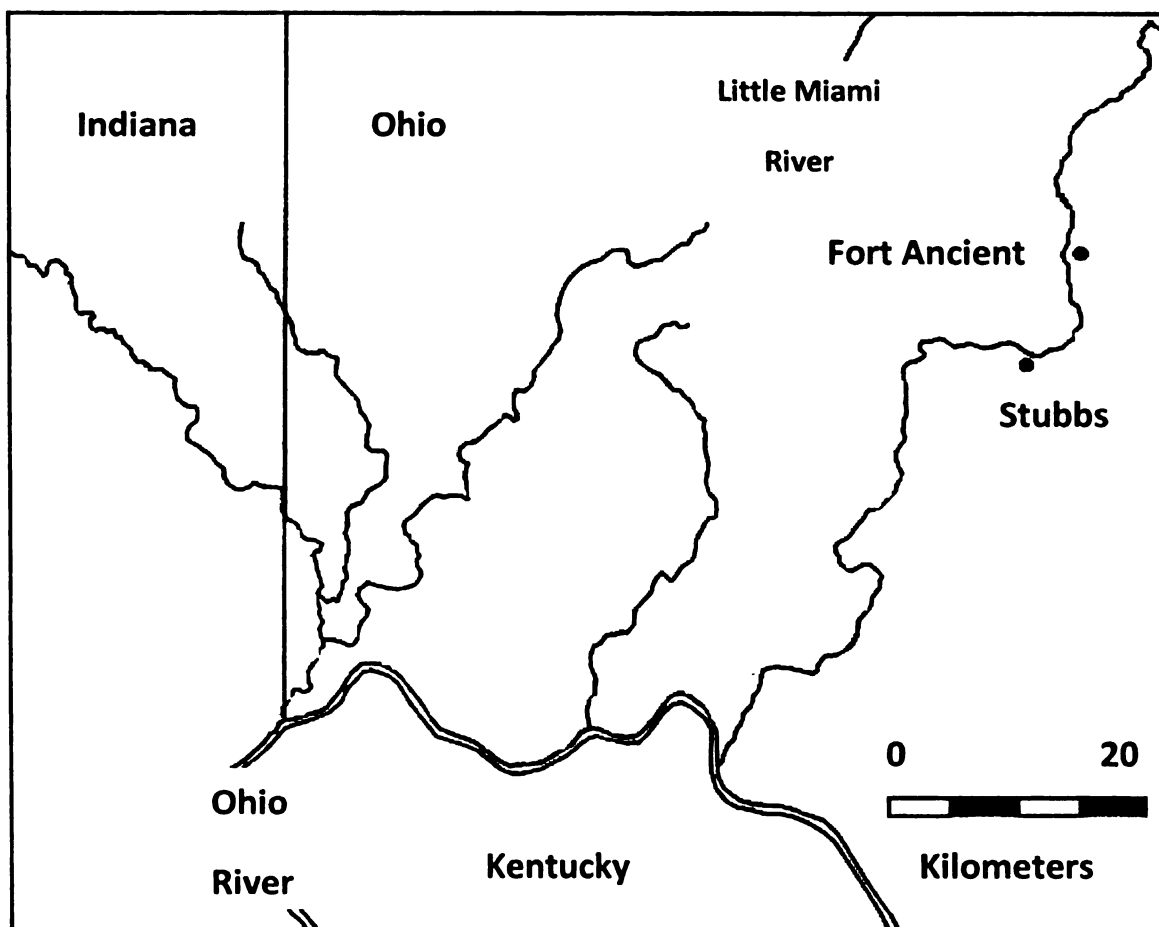 Indiana
Ohio
Little Miami
River
Fort Ancient
Stubbs
0 20
Ohio
River
Kentucky
Kilometers